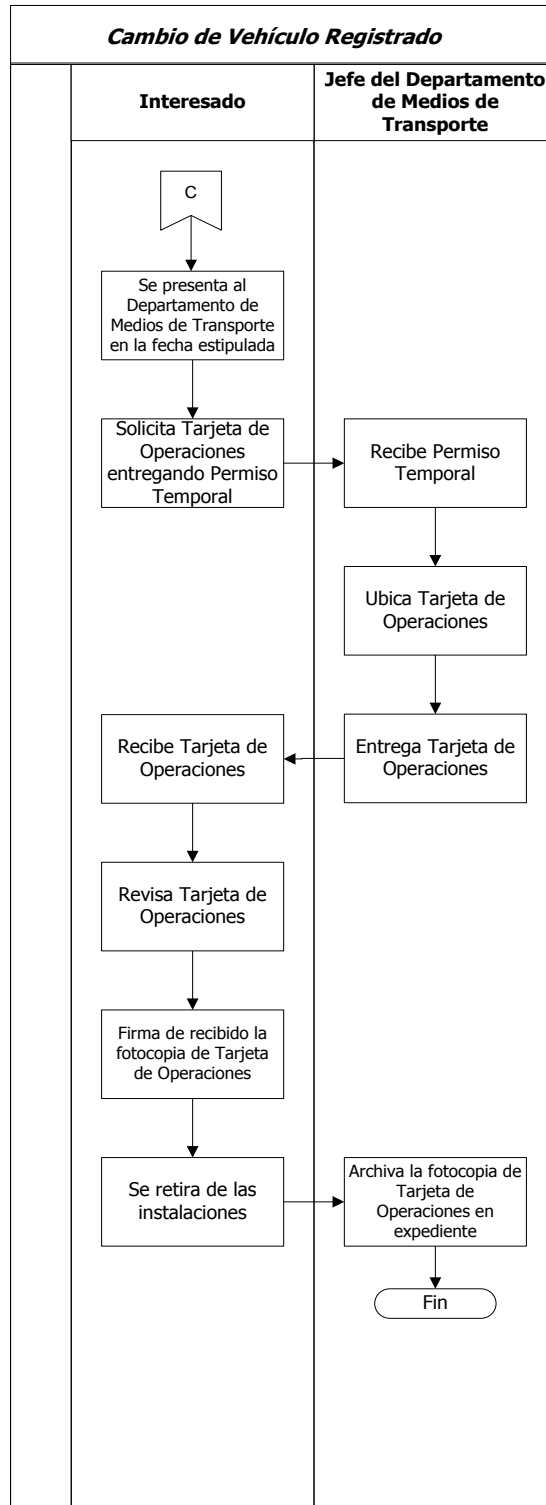 Cambio de Vehículo Registrado
Interesado
Jefe del Departamento
de Medios de
Transporte
C
Se presenta al
Departamento de
Medios de Transporte
en la fecha estipulada
Solicita Tarjeta de
Operaciones
entregando Permiso
Temporal
Recibe Permiso
Temporal
Ubica Tarjeta de
Operaciones
Entrega Tarjeta de
Operaciones
Recibe Tarjeta de
Operaciones
Revisa Tarjeta de
Operaciones
Firma de recibido la
fotocopia de Tarjeta
de Operaciones
Se retira de las
instalaciones
Archiva la fotocopia de
Tarjeta de
Operaciones en
expediente
Fin